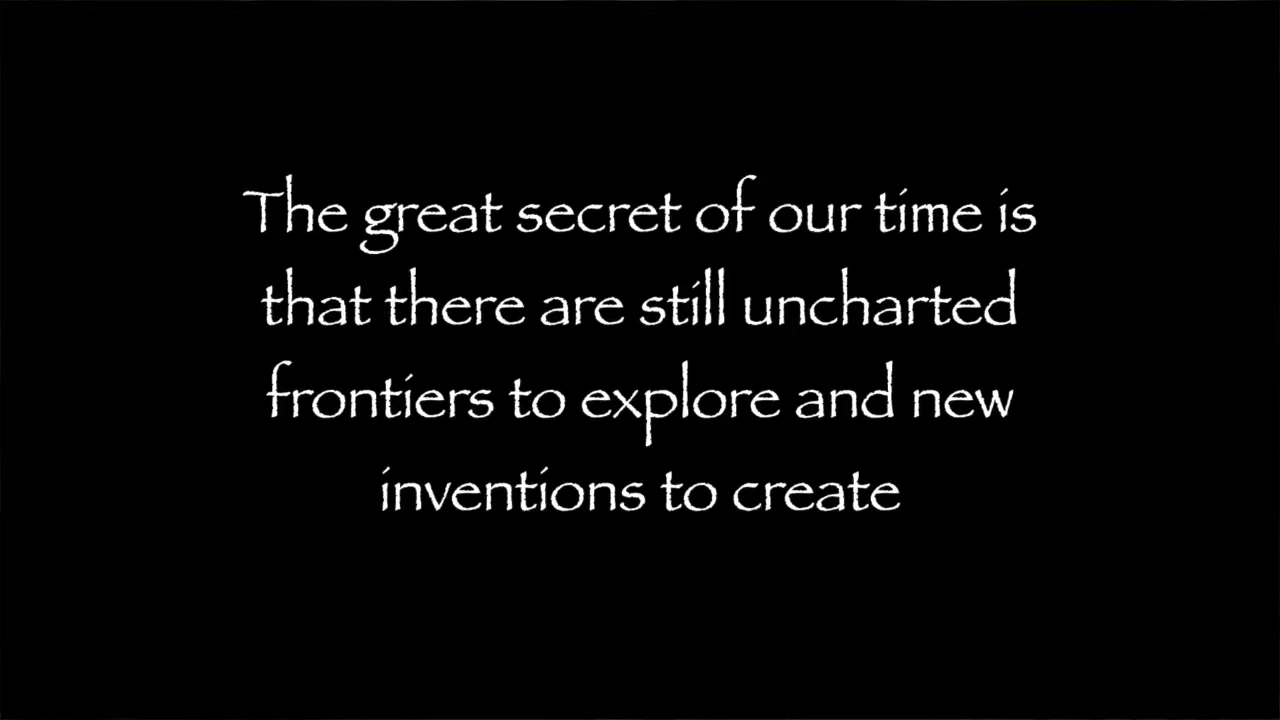 The great secret of our time is
that there are still uncharted
frontiers to explore and new
inventions to create